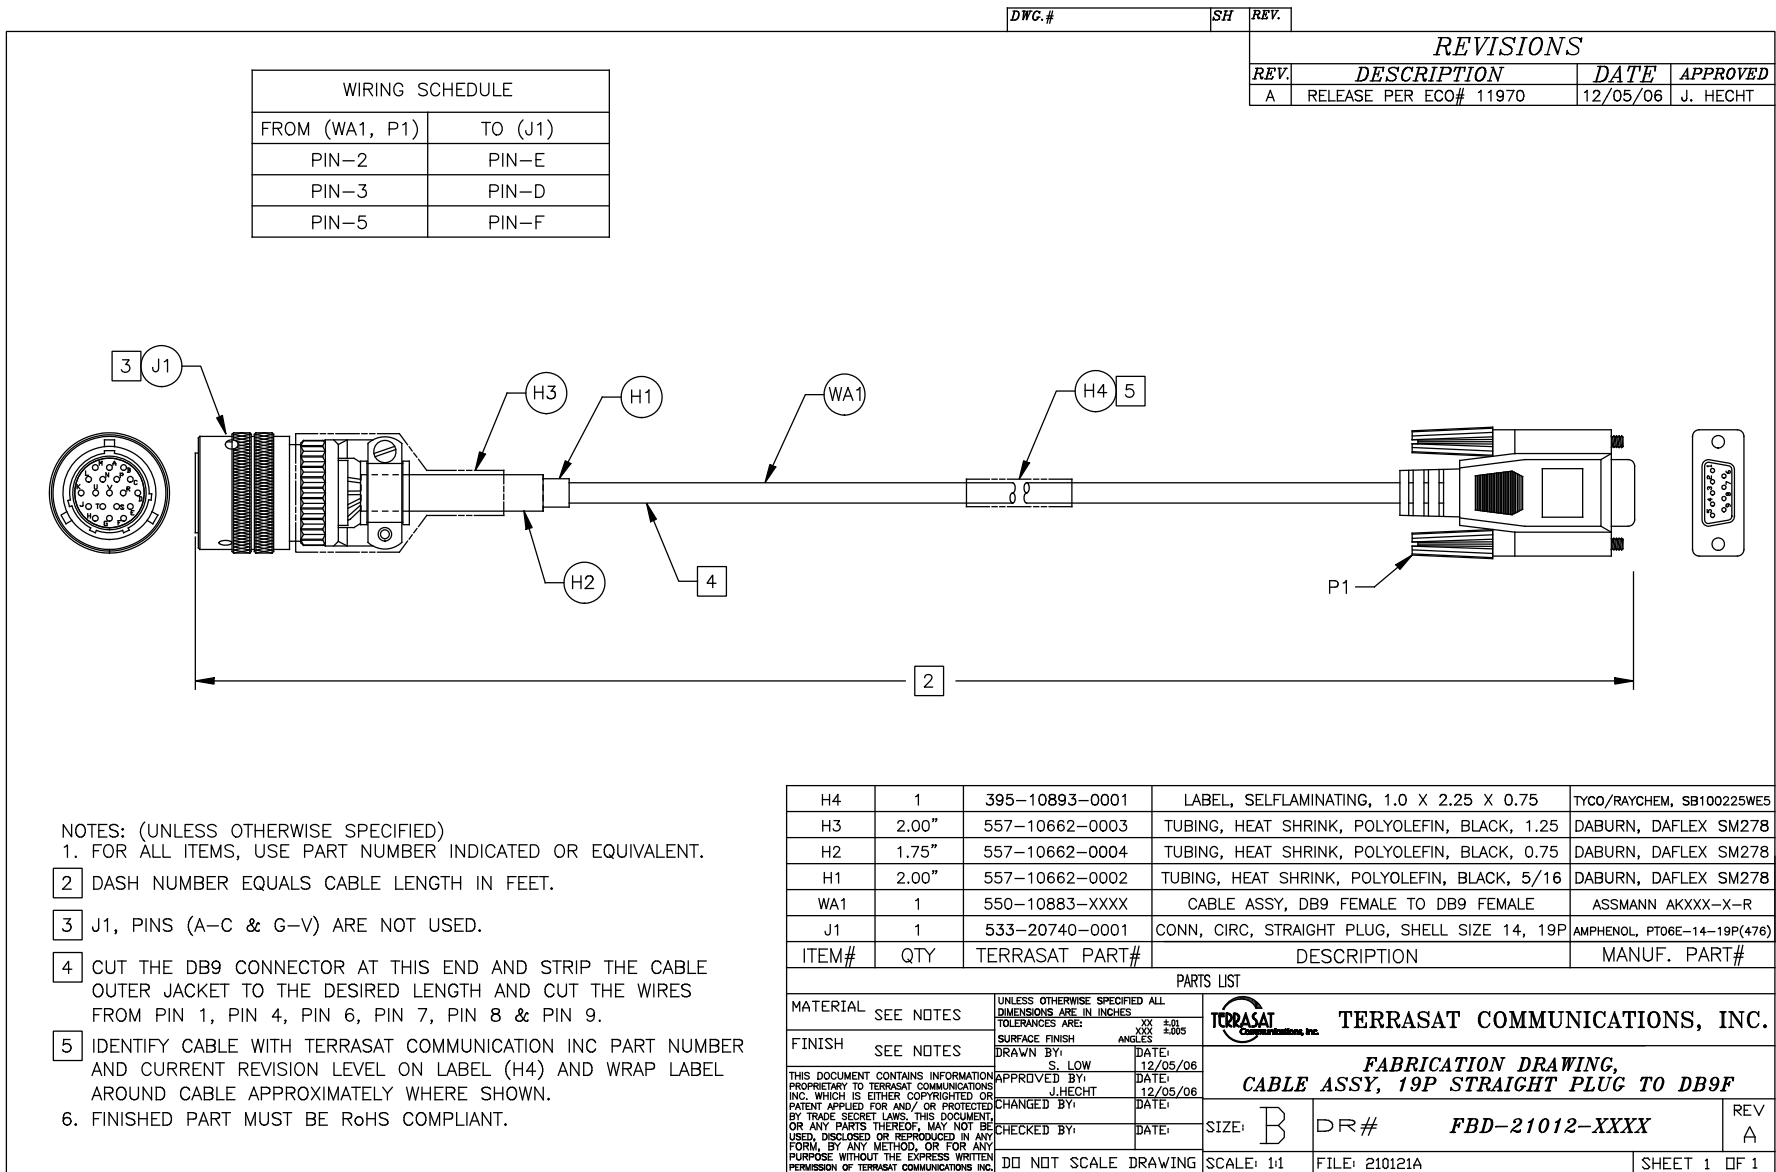 DWG.# SH REV.
REVISIONS
REV. DESCRIPTION DATE APPROVED
A RELEASE PER ECO# 11970 12/05/06 J. HECHT
WIRING SCHEDULE
FROM (WA1, P1) TO (J1)
PIN-2 PIN-E
PIN-3 PIN-D
PIN-5 PIN-F
3 J1
H3
H1
WA1
H4 5
H2
4
P1
2
NOTES: (UNLESS OTHERWISE SPECIFIED)
1. FOR ALL ITEMS, USE PART NUMBER INDICATED OR EQUIVALENT.
2 DASH NUMBER EQUALS CABLE LENGTH IN FEET.
3 J1, PINS (A-C & G-V) ARE NOT USED.
4 CUT THE DB9 CONNECTOR AT THIS END AND STRIP THE CABLE
OUTER JACKET TO THE DESIRED LENGTH AND CUT THE WIRES
FROM PIN 1, PIN 4, PIN 6, PIN 7, PIN 8 & PIN 9.
5 IDENTIFY CABLE WITH TERRASAT COMMUNICATION INC PART NUMBER
AND CURRENT REVISION LEVEL ON LABEL (H4) AND WRAP LABEL
AROUND CABLE APPROXIMATELY WHERE SHOWN.
6. FINISHED PART MUST BE RoHS COMPLIANT.
H4 1 395-10893-0001 LABEL, SELFLAMINATING, 1.0 X 2.25 X 0.75 TYCO/RAYCHEM, SB100225WE5
H3 2.00" 557-10662-0003 TUBING, HEAT SHRINK, POLYOLEFIN, BLACK, 1.25 DABURN, DAFLEX SM278
H2 1.75" 557-10662-0004 TUBING, HEAT SHRINK, POLYOLEFIN, BLACK, 0.75 DABURN, DAFLEX SM278
H1 2.00" 557-10662-0002 TUBING, HEAT SHRINK, POLYOLEFIN, BLACK, 5/16 DABURN, DAFLEX SM278
WA1 1 550-10883-XXXX CABLE ASSY, DB9 FEMALE TO DB9 FEMALE ASSMANN AKXXX-X-R
J1 1 533-20740-0001 CONN, CIRC, STRAIGHT PLUG, SHELL SIZE 14, 19P AMPHENOL, PT06E-14-19P(476)
ITEM# QTY TERRASAT PART# DESCRIPTION MANUF. PART#
PARTS LIST
MATERIAL SEE NOTES
FINISH SEE NOTES
THIS DOCUMENT CONTAINS INFORMATION
PROPRIETARY TO TERRASAT COMMUNICATIONS
INC. WHICH IS EITHER COPYRIGHTED OR
PATENT APPLIED FOR AND/ OR PROTECTED
BY TRADE SECRET LAWS. THIS DOCUMENT,
OR ANY PARTS THEREOF, MAY NOT BE
USED, DISCLOSED OR REPRODUCED IN ANY
FORM, BY ANY METHOD, OR FOR ANY
PURPOSE WITHOUT THE EXPRESS WRITTEN
PERMISSION OF TERRASAT COMMUNICATIONS INC.
UNLESS OTHERWISE SPECIFIED ALL
DIMENSIONS ARE IN INCHES
TOLERANCES ARE: XX ±.01
XXX ±.005
SURFACE FINISH ANGLES
DRAWN BY: S. LOW DATE: 12/05/06
APPROVED BY: J.HECHT DATE: 12/05/06
CHANGED BY: DATE:
CHECKED BY: DATE:
DO NOT SCALE DRAWING
TERRASAT
Communications, Inc.
TERRASAT COMMUNICATIONS, INC.
FABRICATION DRAWING,
CABLE ASSY, 19P STRAIGHT PLUG TO DB9F
SIZE: B DR# FBD-21012-XXXX REV A
SCALE: 1:1 FILE: 210121A SHEET 1 OF 1